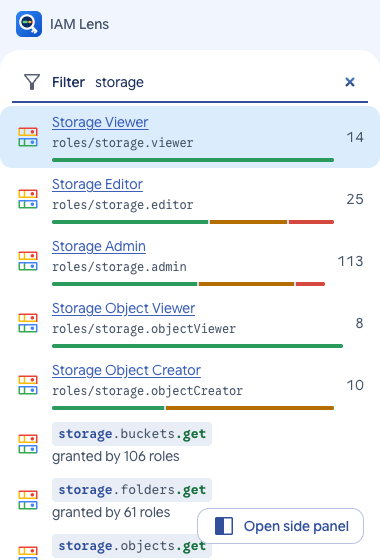 IAM Lens
Filter storage
Storage Viewer
roles/storage.viewer
14
Storage Editor
roles/storage.editor
25
Storage Admin
roles/storage.admin
113
Storage Object Viewer
roles/storage.objectViewer
8
Storage Object Creator
roles/storage.objectCreator
10
storage.buckets.get
granted by 106 roles
storage.folders.get
granted by 61 roles
storage.objects.get
Open side panel